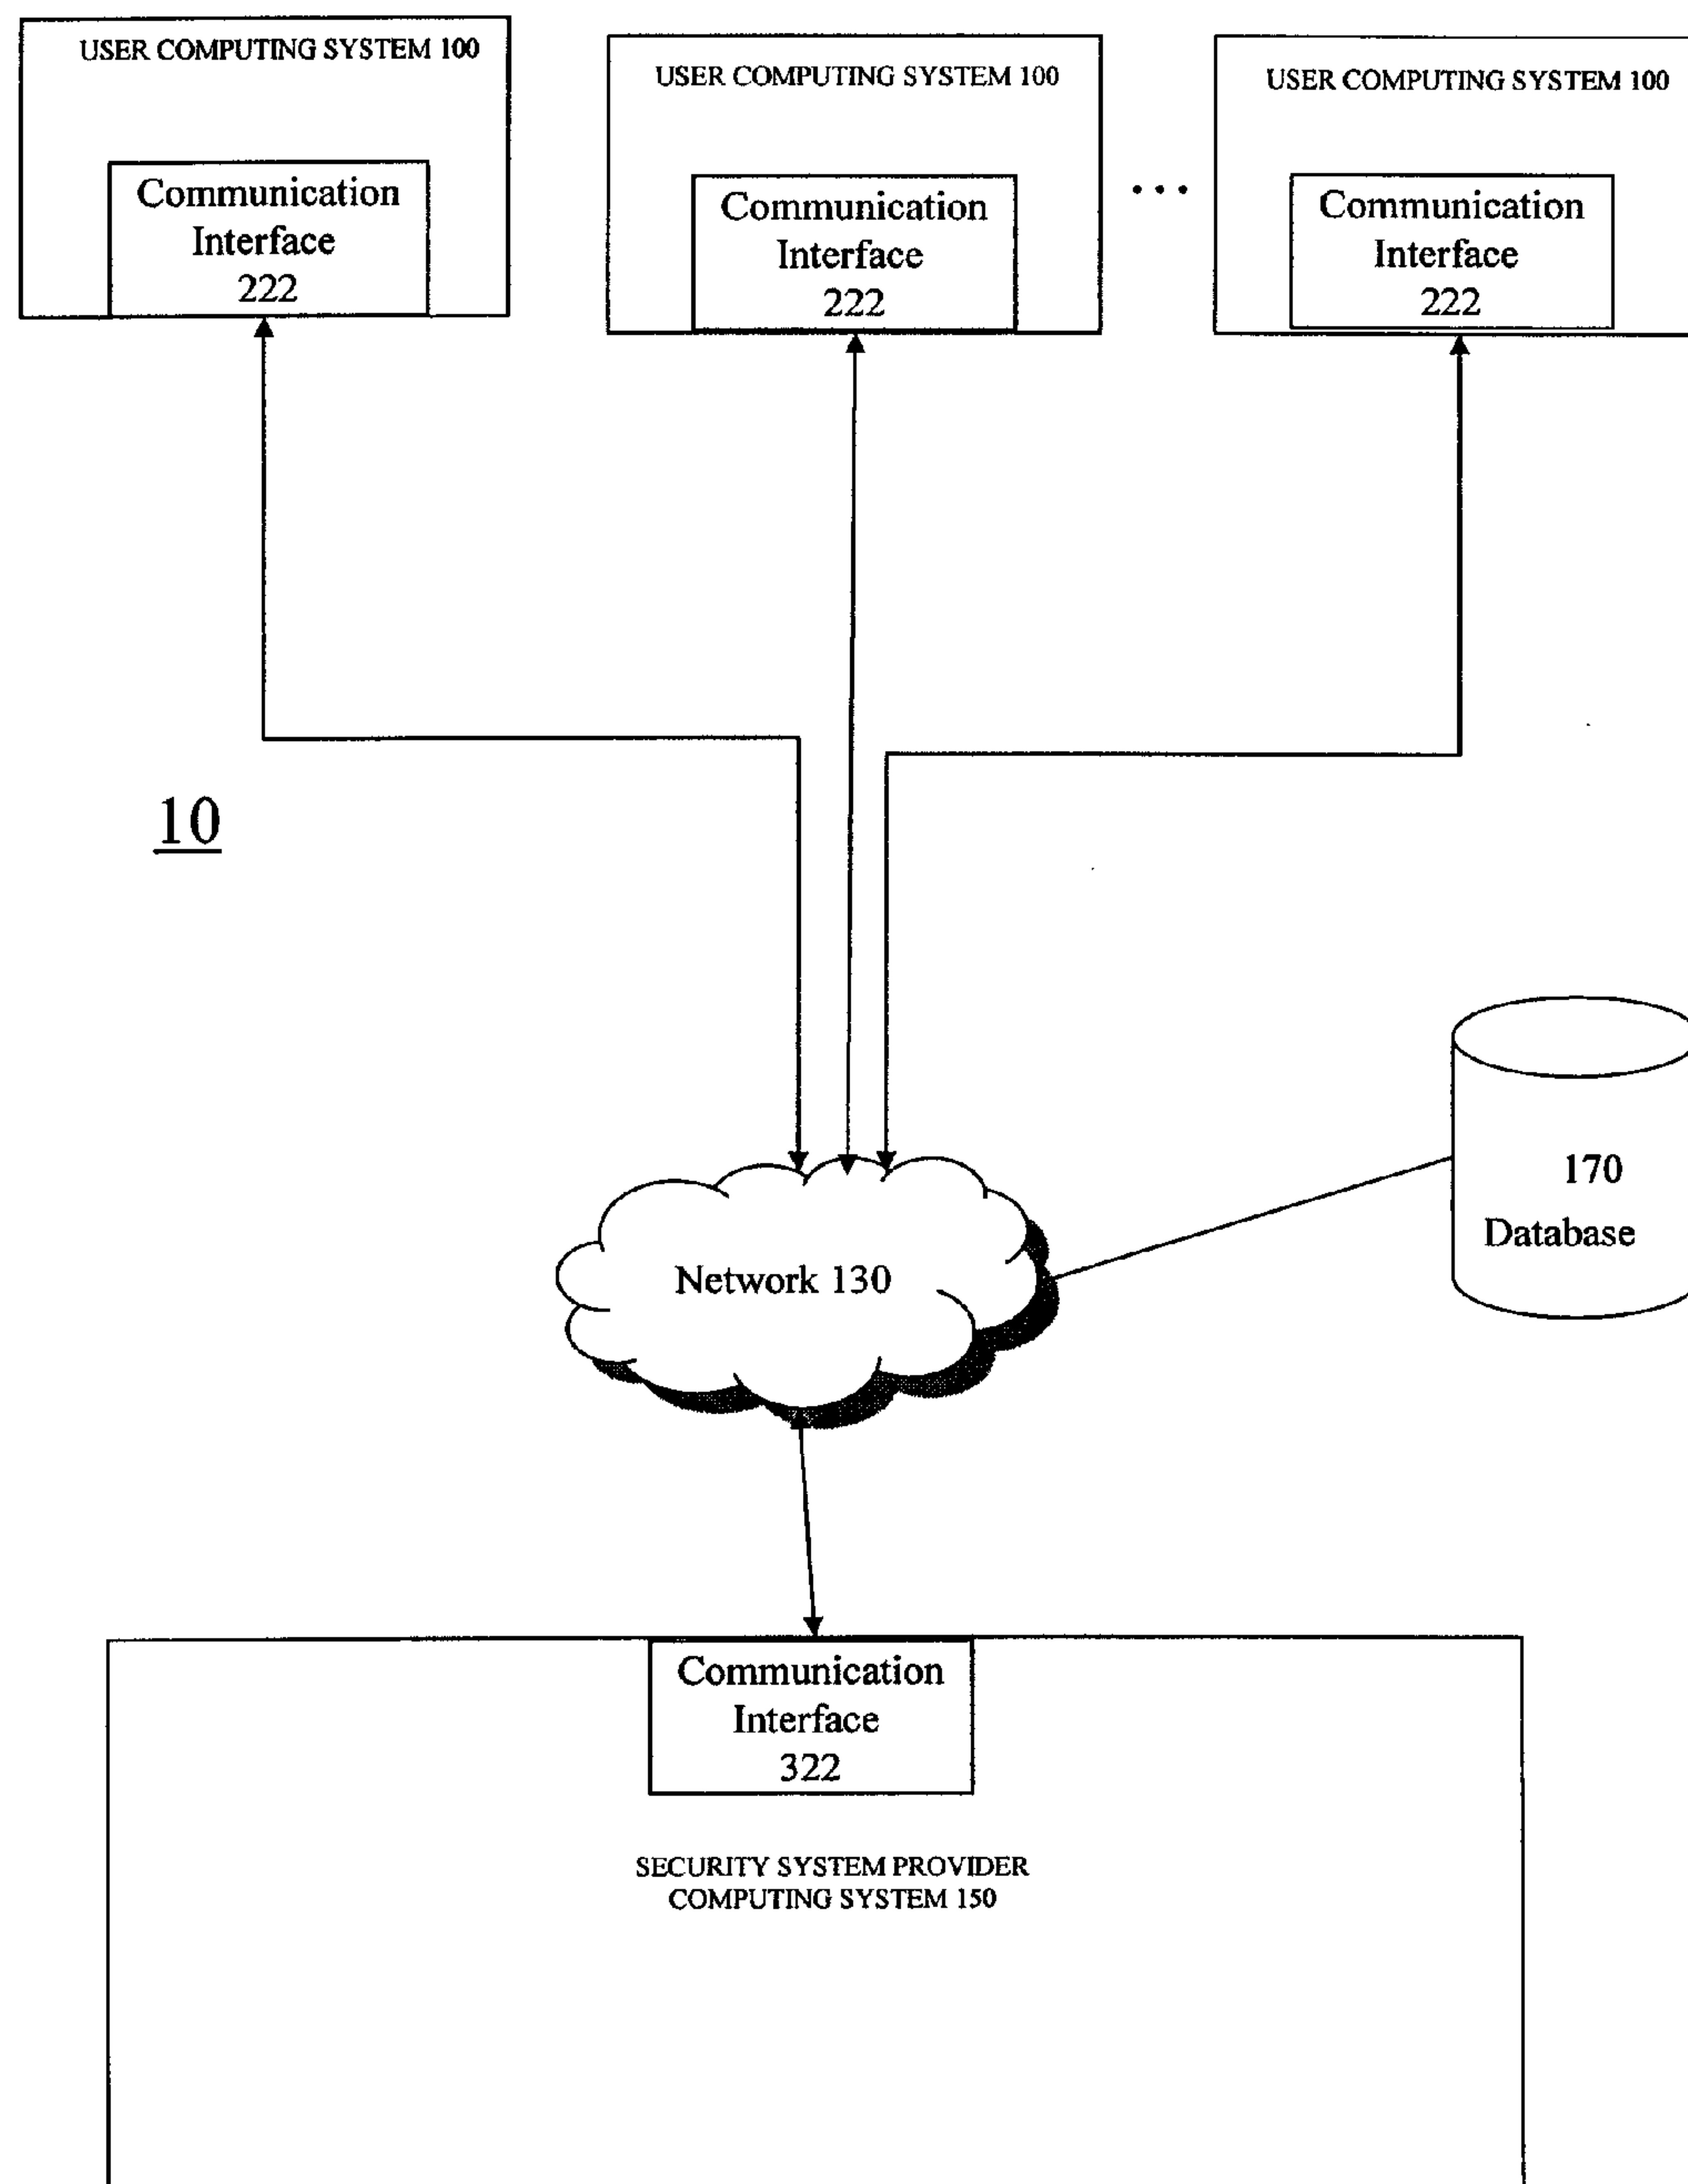 USER COMPUTING SYSTEM 100
Communication
Interface
222
USER COMPUTING SYSTEM 100
Communication
Interface
222
...
USER COMPUTING SYSTEM 100
Communication
Interface
222
10
170
Database
Network 130
Communication
Interface
322
SECURITY SYSTEM PROVIDER
COMPUTING SYSTEM 150